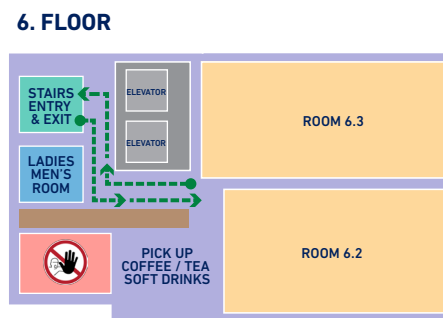 6. FLOOR
STAIRS
ENTRY
& EXIT
ELEVATOR
ELEVATOR
ROOM 6.3
LADIES
MEN'S
ROOM
PICK UP
COFFEE / TEA
SOFT DRINKS
ROOM 6.2